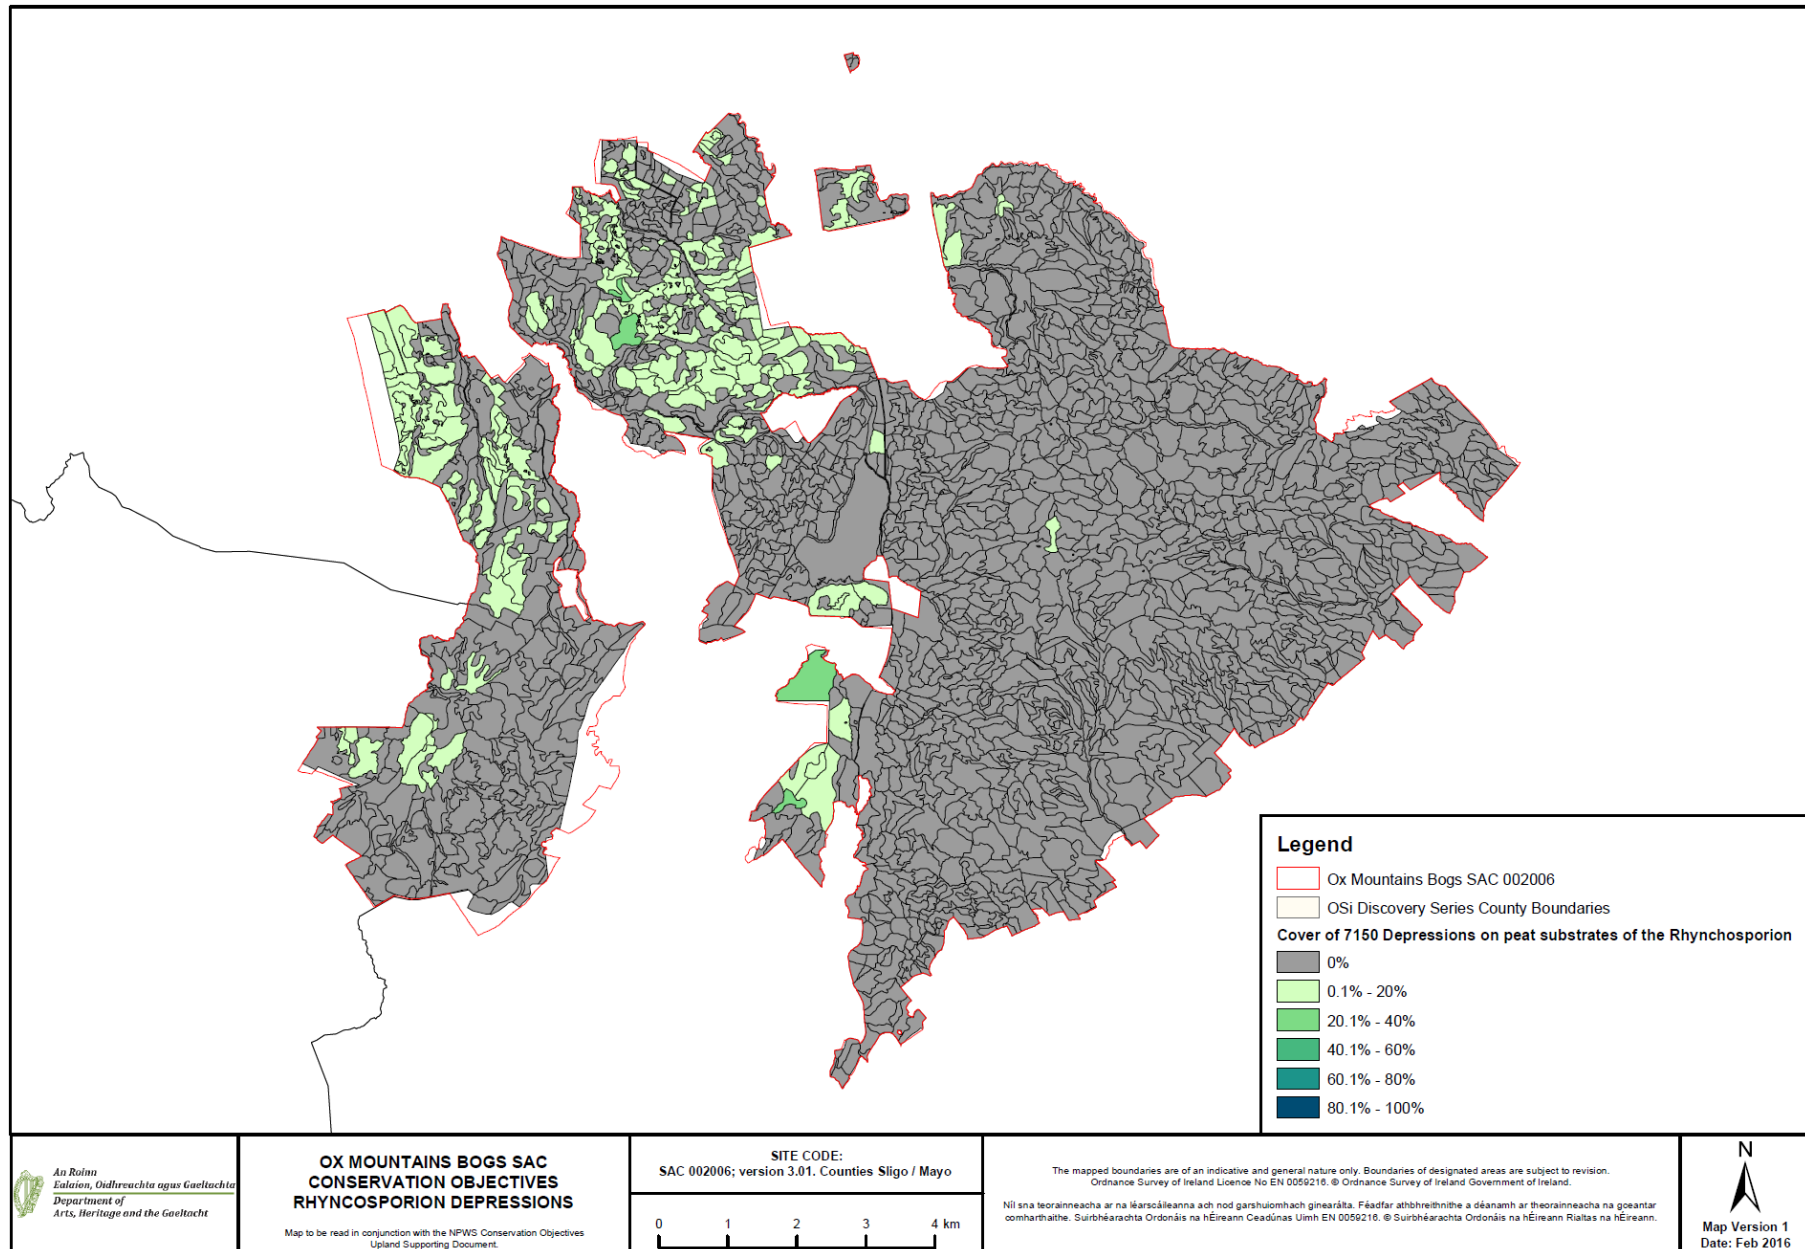 Legend
Ox Mountains Bogs SAC 002006
OSi Discovery Series County Boundaries
Cover of 7150 Depressions on peat substrates of the Rhynchosporion
0%
0.1% - 20%
20.1% - 40%
40.1% - 60%
60.1% - 80%
80.1% - 100%
An Roinn
Ealaíon, Oidhreachta agus Gaeltachta
Department of
Arts, Heritage and the Gaeltacht
OX MOUNTAINS BOGS SAC
CONSERVATION OBJECTIVES
RHYNCOSPORION DEPRESSIONS
Map to be read in conjunction with the NPWS Conservation Objectives
Upland Supporting Document.
SITE CODE:
SAC 002006; version 3.01. Counties Sligo / Mayo
0 1 2 3 4 km
The mapped boundaries are of an indicative and general nature only. Boundaries of designated areas are subject to revision.
Ordnance Survey of Ireland Licence No EN 0059216. © Ordnance Survey of Ireland Government of Ireland.
Níl sna teorainneacha ar na léarscáileanna ach nod garshuiomhach ginearálta. Féadfar athbhreithnithe a déanamh ar theorainneacha na gceantar
comharthaithe. Suirbhéarachta Ordonáis na hÉireann Ceadúnas Uimh EN 0059216. © Suirbhéarachta Ordonáis na hÉireann Rialtas na hÉireann.
N
Map Version 1
Date: Feb 2016